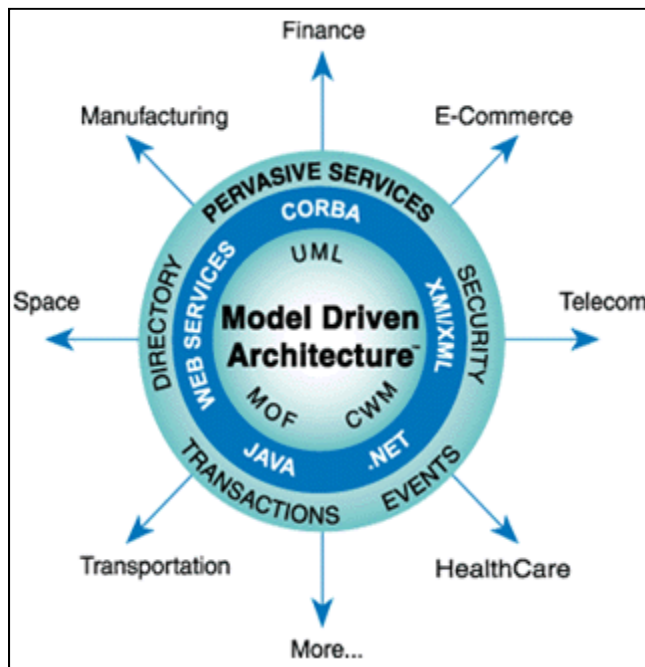 Finance
Manufacturing
E-Commerce
PERVASIVE SERVICES
CORBA
UML
DIRECTORY
WEB SERVICES
XMI/XML
SECURITY
Space
Model Driven
Architecture™
Telecom
MOF
CWM
JAVA
.NET
TRANSACTIONS
EVENTS
Transportation
HealthCare
More...